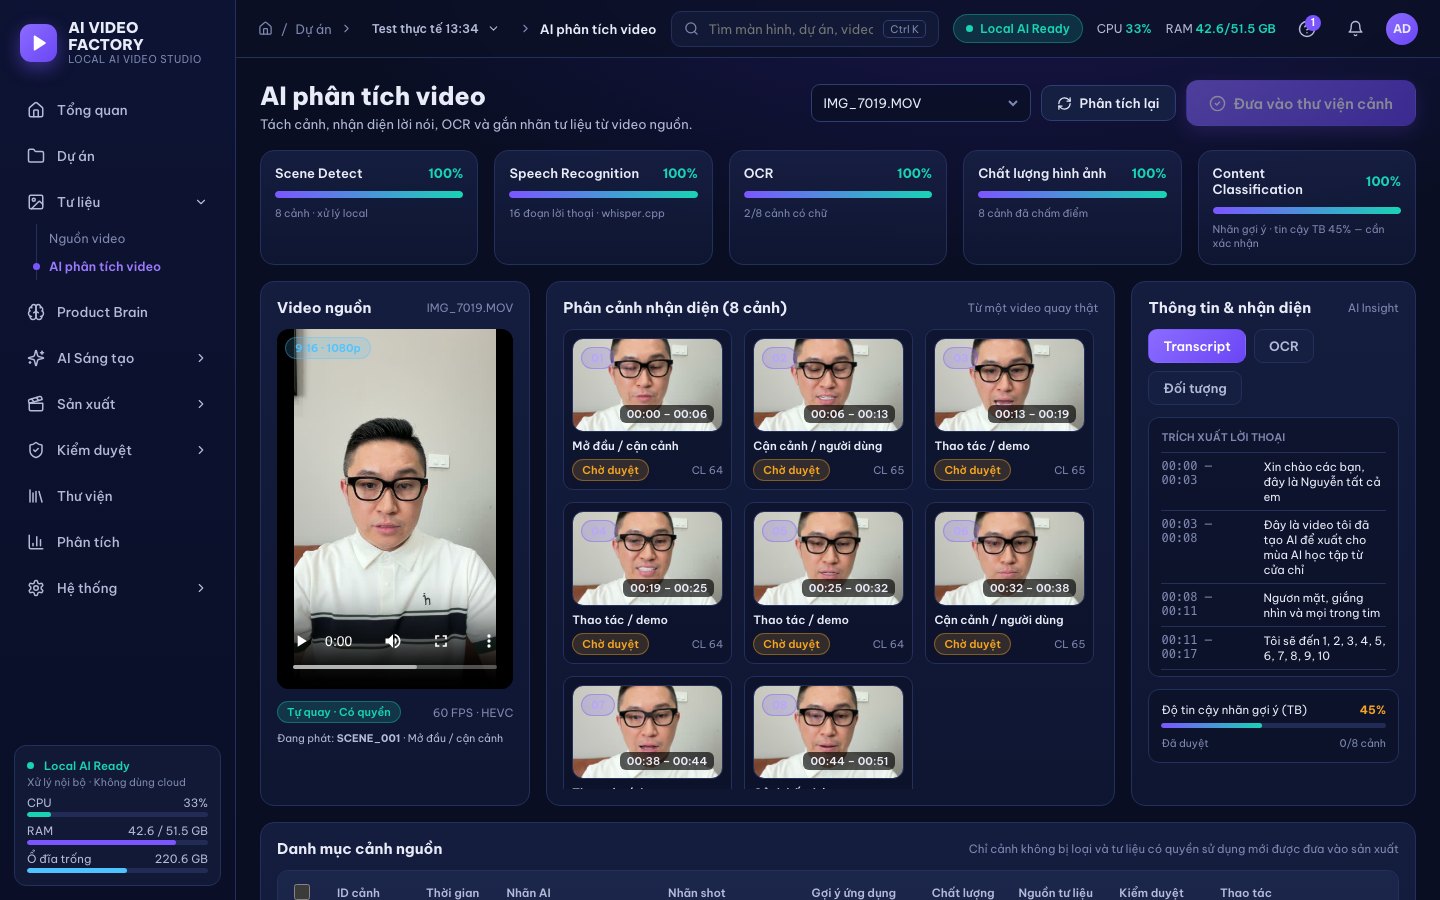 AI VIDEO
FACTORY
LOCAL AI VIDEO STUDIO
Tổng quan
Dự án
Tư liệu
Nguồn video
AI phân tích video
Product Brain
AI Sáng tạo
Sản xuất
Kiểm duyệt
Thư viện
Phân tích
Hệ thống
Local AI Ready
Xử lý nội bộ · Không dùng cloud
CPU 33%
RAM 42.6 / 51.5 GB
Ổ đĩa trống 220.6 GB
/ Dự án > Test thực tế 13:34 > AI phân tích video
Tìm màn hình, dự án, video Ctrl K
Local AI Ready
CPU 33%
RAM 42.6/51.5 GB
1
AD
AI phân tích video
Tách cảnh, nhận diện lời nói, OCR và gắn nhãn tư liệu từ video nguồn.
IMG_7019.MOV
Phân tích lại
Đưa vào thư viện cảnh
Scene Detect 100%
8 cảnh · xử lý local
Speech Recognition 100%
16 đoạn lời thoại · whisper.cpp
OCR 100%
2/8 cảnh có chữ
Chất lượng hình ảnh 100%
8 cảnh đã chấm điểm
Content
Classification 100%
Nhãn gợi ý · tin cậy TB 45% — cần
xác nhận
Video nguồn IMG_7019.MOV
9:16 · 1080p
0:00
Tự quay · Có quyền 60 FPS · HEVC
Đang phát: SCENE_001 · Mở đầu / cận cảnh
Phân cảnh nhận diện (8 cảnh) Từ một video quay thật
01
00:00 – 00:06
Mở đầu / cận cảnh
Chờ duyệt CL 64
02
00:06 – 00:13
Cận cảnh / người dùng
Chờ duyệt CL 65
03
00:13 – 00:19
Thao tác / demo
Chờ duyệt CL 65
04
00:19 – 00:25
Thao tác / demo
Chờ duyệt CL 64
05
00:25 – 00:32
Thao tác / demo
Chờ duyệt CL 64
06
00:32 – 00:38
Cận cảnh / người dùng
Chờ duyệt CL 65
07
00:38 – 00:44
08
00:44 – 00:51
Thông tin & nhận diện AI Insight
Transcript
OCR
Đối tượng
TRÍCH XUẤT LỜI THOẠI
00:00 –
00:03
Xin chào các bạn,
đây là Nguyễn tất cả
em
00:03 –
00:08
Đây là video tôi đã
tạo AI để xuất cho
mùa AI học tập từ
cửa chỉ
00:08 –
00:11
Ngươn mặt, giảng
nhìn và mọi trong tim
00:11 –
00:17
Tôi sẽ đến 1, 2, 3, 4, 5,
6, 7, 8, 9, 10
Độ tin cậy nhãn gợi ý (TB) 45%
Đã duyệt 0/8 cảnh
Danh mục cảnh nguồn
Chỉ cảnh không bị loại và tư liệu có quyền sử dụng mới được đưa vào sản xuất
ID cảnh Thời gian Nhãn AI Nhãn shot Gợi ý ứng dụng Chất lượng Nguồn tư liệu Kiểm duyệt Thao tác